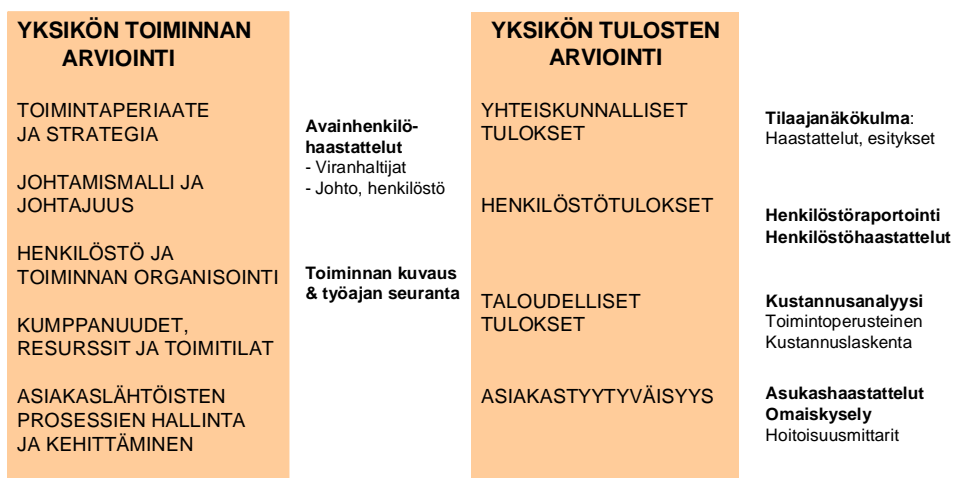 YKSIKÖN TOIMINNAN
ARVIOINTI
TOIMINTAPERIAATE
JA STRATEGIA
JOHTAMISMALLI JA
JOHTAJUUS
HENKILÖSTÖ JA
TOIMINNAN ORGANISOINTI
KUMPPANUUDET,
RESURSSIT JA TOIMITILAT
ASIAKASLÄHTÖISTEN
PROSESSIEN HALLINTA
JA KEHITTÄMINEN
Avainhenkilö-
haastattelut
- Viranhaltijat
- Johto, henkilöstö
Toiminnan kuvaus
& työajan seuranta
YKSIKÖN TULOSTEN
ARVIOINTI
YHTEISKUNNALLISET
TULOKSET
HENKILÖSTÖTULOKSET
TALOUDELLISET
TULOKSET
ASIAKASTYYTYVÄISYYS
Tilaajanäkökulma:
Haastattelut, esitykset
Henkilöstöraportointi
Henkilöstöhaastattelut
Kustannusanalyysi
Toimintoperusteinen
Kustannuslaskenta
Asukashaastattelut
Omaiskysely
Hoitoisuusmittarit